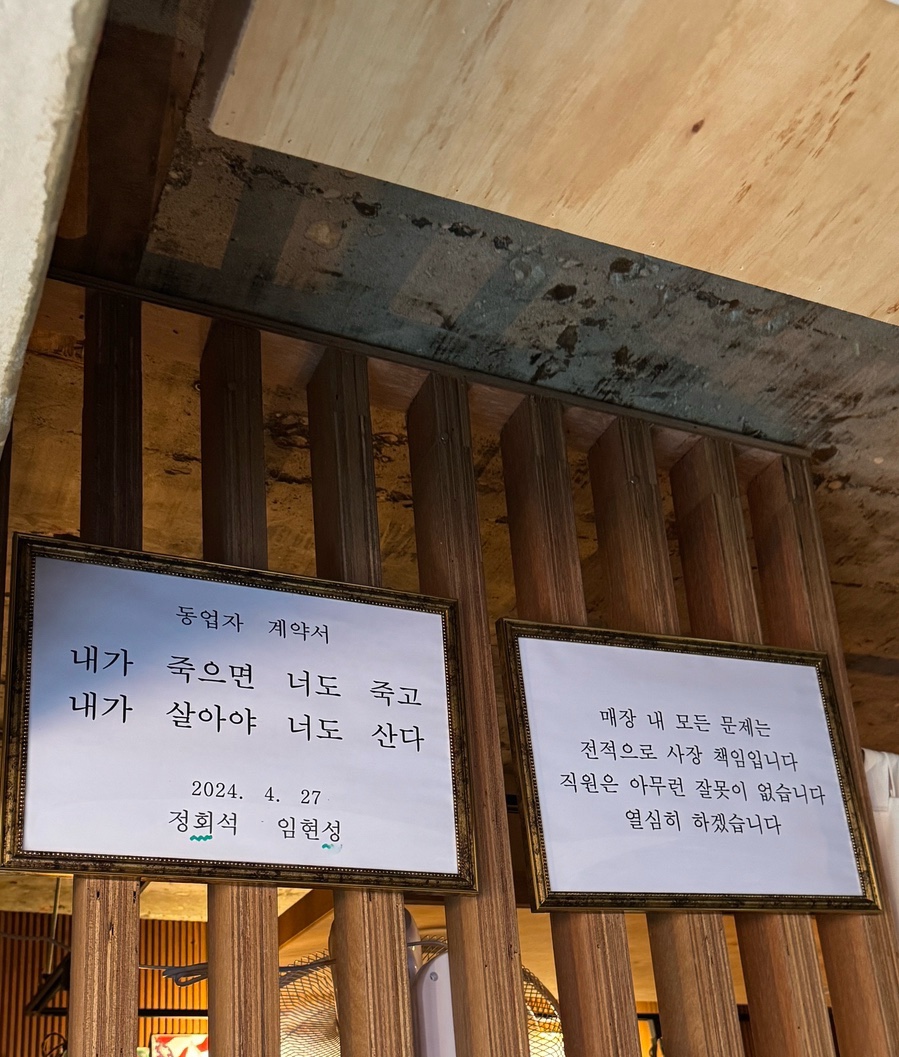 동업자 계약서
내가 죽으면 너도 죽고
내가 살아야 너도 산다
2024. 4. 27
정회석 임현성
매장 내 모든 문제는
전적으로 사장 책임입니다
직원은 아무런 잘못이 없습니다
열심히 하겠습니다